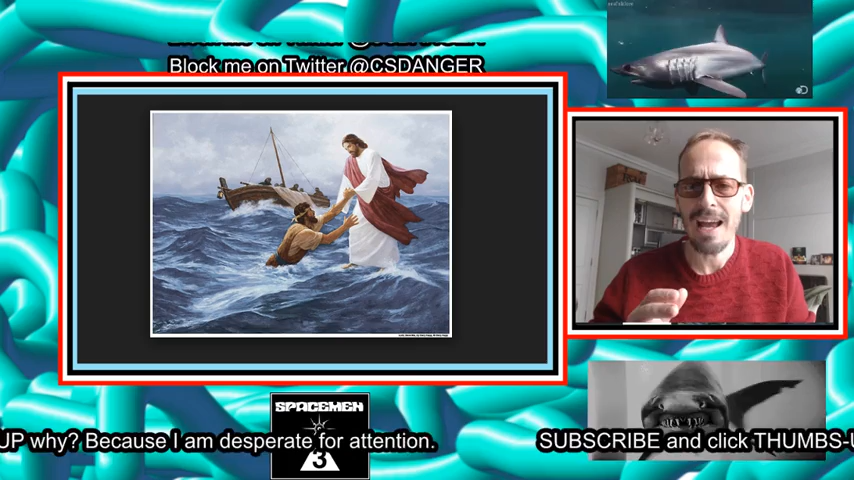 Block me on Twitter @CSDANGER
SPACEMEN
3
UP why? Because I am desperate for attention.
SUBSCRIBE and click THUMBS-U